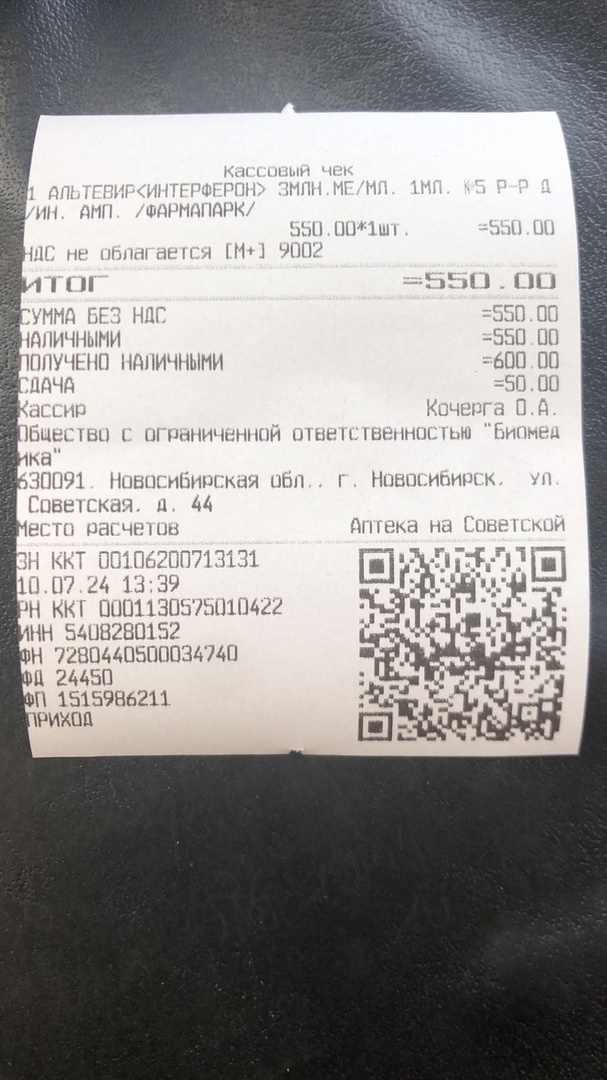 Кассовый чек
1 АЛЬТЕВИР<ИНТЕРФЕРОН> 3МЛН.МЕ/МЛ. 1МЛ. №5 Р-Р Д
/ИН. АМП. /ФАРМАПАРК/
550.00*1шт. =550.00
НДС не облагается [М+] 9002
ИТОГ =550.00
СУММА БЕЗ НДС =550.00
НАЛИЧНЫМИ =550.00
ПОЛУЧЕНО НАЛИЧНЫМИ =600.00
СДАЧА =50.00
Кассир Кочерга О.А.
Общество с ограниченной ответственностью "Биомед
ика"
630091, Новосибирская обл., г. Новосибирск, ул.
Советская, д. 44
Место расчетов Аптека на Советской
ЗН ККТ 00106200713131
10.07.24 13:39
РН ККТ 0001130575010422
ИНН 5408280152
ФН 7280440500034740
ФД 24450
ФП 1515986211
ПРИХОД